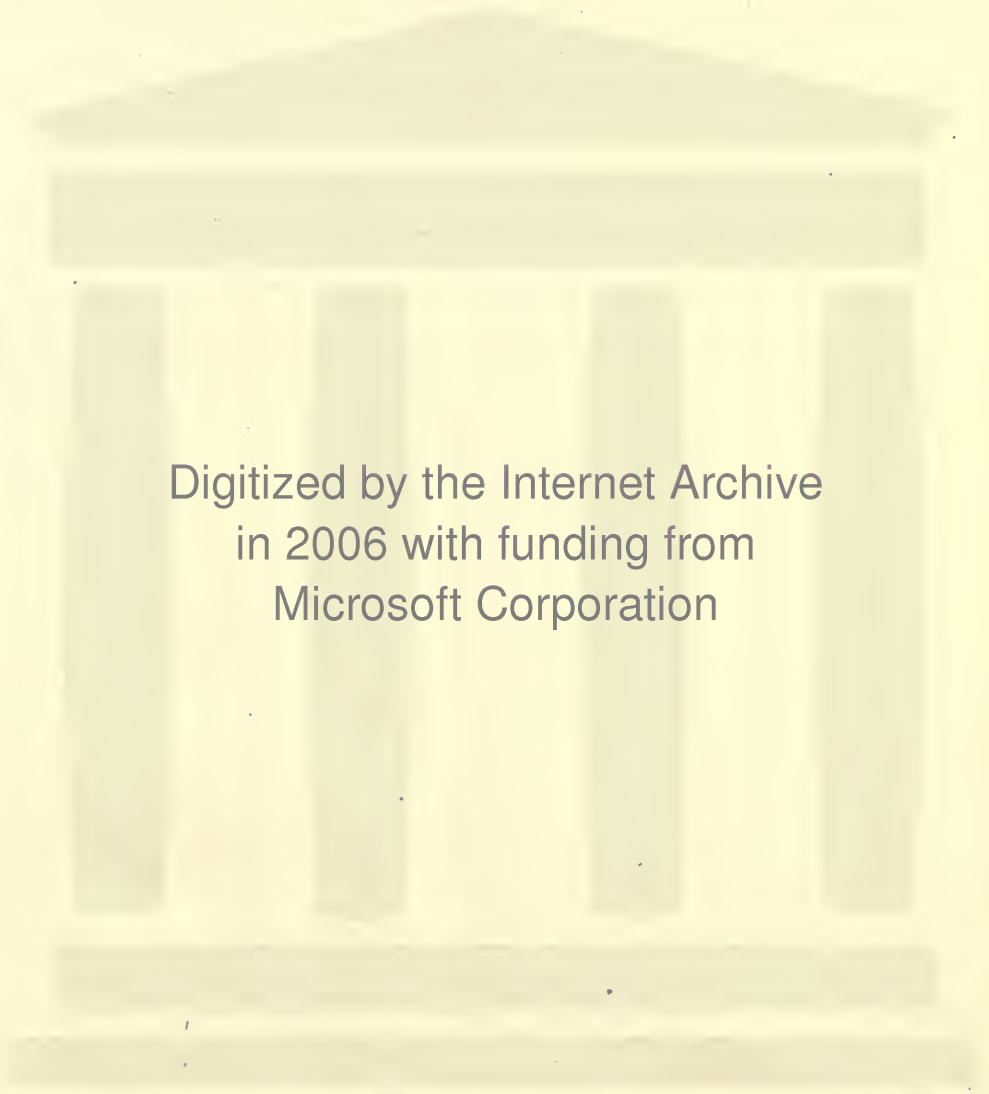 Digitized by the Internet Archive
in 2006 with funding from
Microsoft Corporation